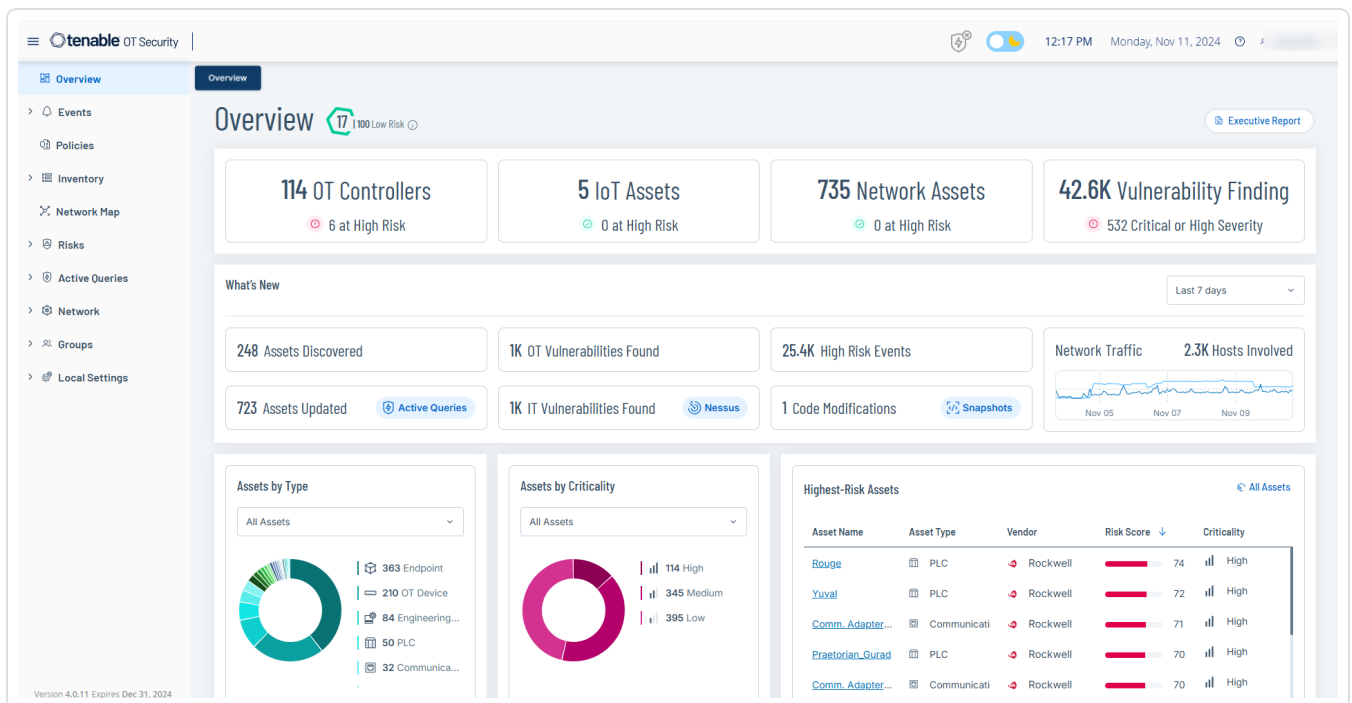 tenable OT Security
12:17 PM Monday, Nov 11, 2024
Overview
Events
Policies
Inventory
Network Map
Risks
Active Queries
Network
Groups
Local Settings
Version 4.0.11 Expires Dec 31, 2024
Overview
Overview 17 | 100 Low Risk
Executive Report
114 OT Controllers
6 at High Risk
5 IoT Assets
0 at High Risk
735 Network Assets
0 at High Risk
42.6K Vulnerability Finding
532 Critical or High Severity
What's New
Last 7 days
248 Assets Discovered
1K OT Vulnerabilities Found
25.4K High Risk Events
723 Assets Updated Active Queries
1K IT Vulnerabilities Found Nessus
1 Code Modifications Snapshots
Network Traffic 2.3K Hosts Involved
Nov 05 Nov 07 Nov 09
Assets by Type
All Assets
363 Endpoint
210 OT Device
84 Engineering...
50 PLC
32 Communica...
Assets by Criticality
All Assets
114 High
345 Medium
395 Low
Highest-Risk Assets
All Assets
Asset Name Asset Type Vendor Risk Score Criticality
Rouge PLC Rockwell 74 High
Yuval PLC Rockwell 72 High
Comm. Adapter... Communicati Rockwell 71 High
Praetorian_Gurad PLC Rockwell 70 High
Comm. Adapter... Communicati Rockwell 70 High